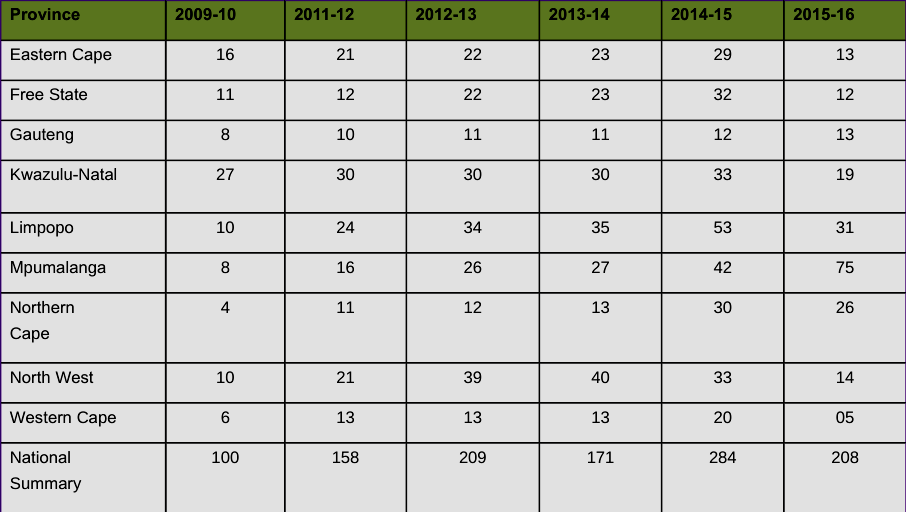 Province 2009-10 2011-12 2012-13 2013-14 2014-15 2015-16
Eastern Cape 16 21 22 23 29 13
Free State 11 12 22 23 32 12
Gauteng 8 10 11 11 12 13
Kwazulu-Natal 27 30 30 30 33 19
Limpopo 10 24 34 35 53 31
Mpumalanga 8 16 26 27 42 75
Northern 4 11 12 13 30 26
Cape
North West 10 21 39 40 33 14
Western Cape 6 13 13 13 20 05
National 100 158 209 171 284 208
Summary